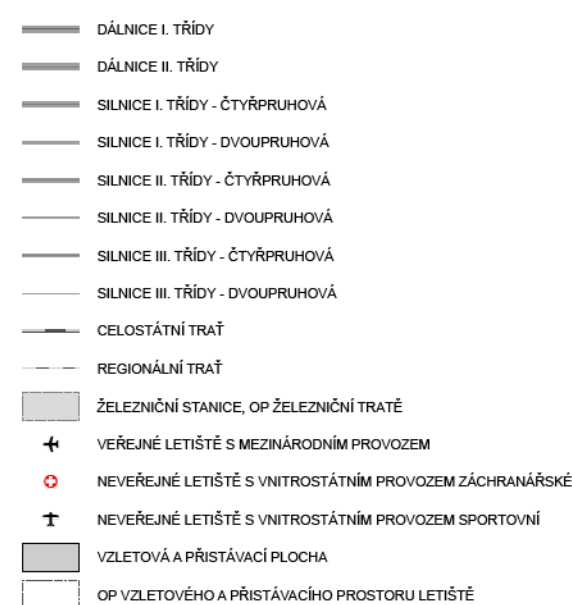 DÁLNICE I. TŘÍDY
DÁLNICE II. TŘÍDY
SILNICE I. TŘÍDY - ČTYŘPRUHOVÁ
SILNICE I. TŘÍDY - DVOUPRUHOVÁ
SILNICE II. TŘÍDY - ČTYŘPRUHOVÁ
SILNICE II. TŘÍDY - DVOUPRUHOVÁ
SILNICE III. TŘÍDY - ČTYŘPRUHOVÁ
SILNICE III. TŘÍDY - DVOUPRUHOVÁ
CELOSTÁTNÍ TRAŤ
REGIONÁLNÍ TRAŤ
ŽELEZNIČNÍ STANICE, OP ŽELEZNIČNÍ TRATĚ
VEŘEJNÉ LETIŠTĚ S MEZINÁRODNÍM PROVOZEM
NEVEŘEJNÉ LETIŠTĚ S VNITROSTÁTNÍM PROVOZEM ZÁCHRANÁŘSKÉ
NEVEŘEJNÉ LETIŠTĚ S VNITROSTÁTNÍM PROVOZEM SPORTOVNÍ
VZLETOVÁ A PŘISTÁVACÍ PLOCHA
OP VZLETOVÉHO A PŘISTÁVACÍHO PROSTORU LETIŠTĚ